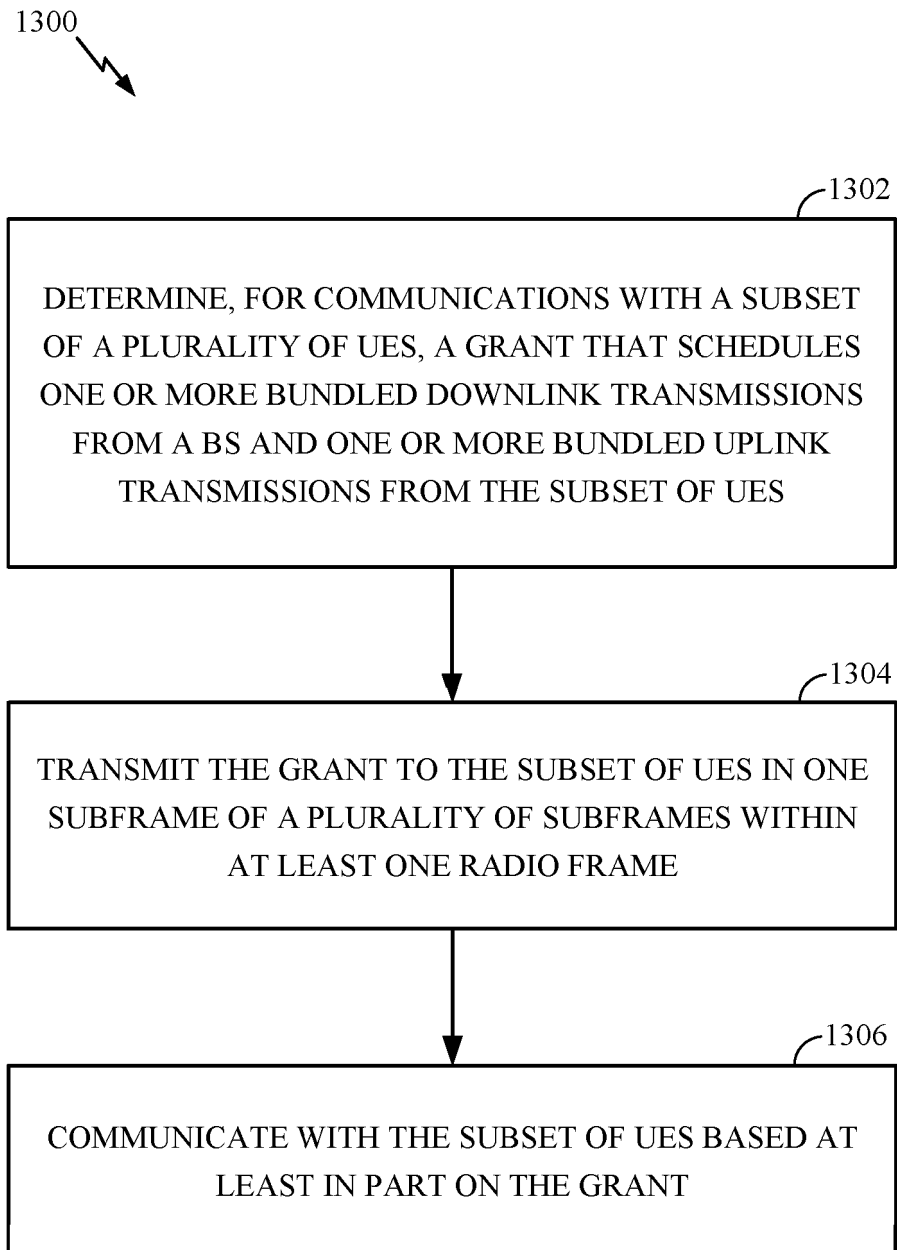 1300
1302
DETERMINE, FOR COMMUNICATIONS WITH A SUBSET
OF A PLURALITY OF UES, A GRANT THAT SCHEDULES
ONE OR MORE BUNDLED DOWNLINK TRANSMISSIONS
FROM A BS AND ONE OR MORE BUNDLED UPLINK
TRANSMISSIONS FROM THE SUBSET OF UES
1304
TRANSMIT THE GRANT TO THE SUBSET OF UES IN ONE
SUBFRAME OF A PLURALITY OF SUBFRAMES WITHIN
AT LEAST ONE RADIO FRAME
1306
COMMUNICATE WITH THE SUBSET OF UES BASED AT
LEAST IN PART ON THE GRANT